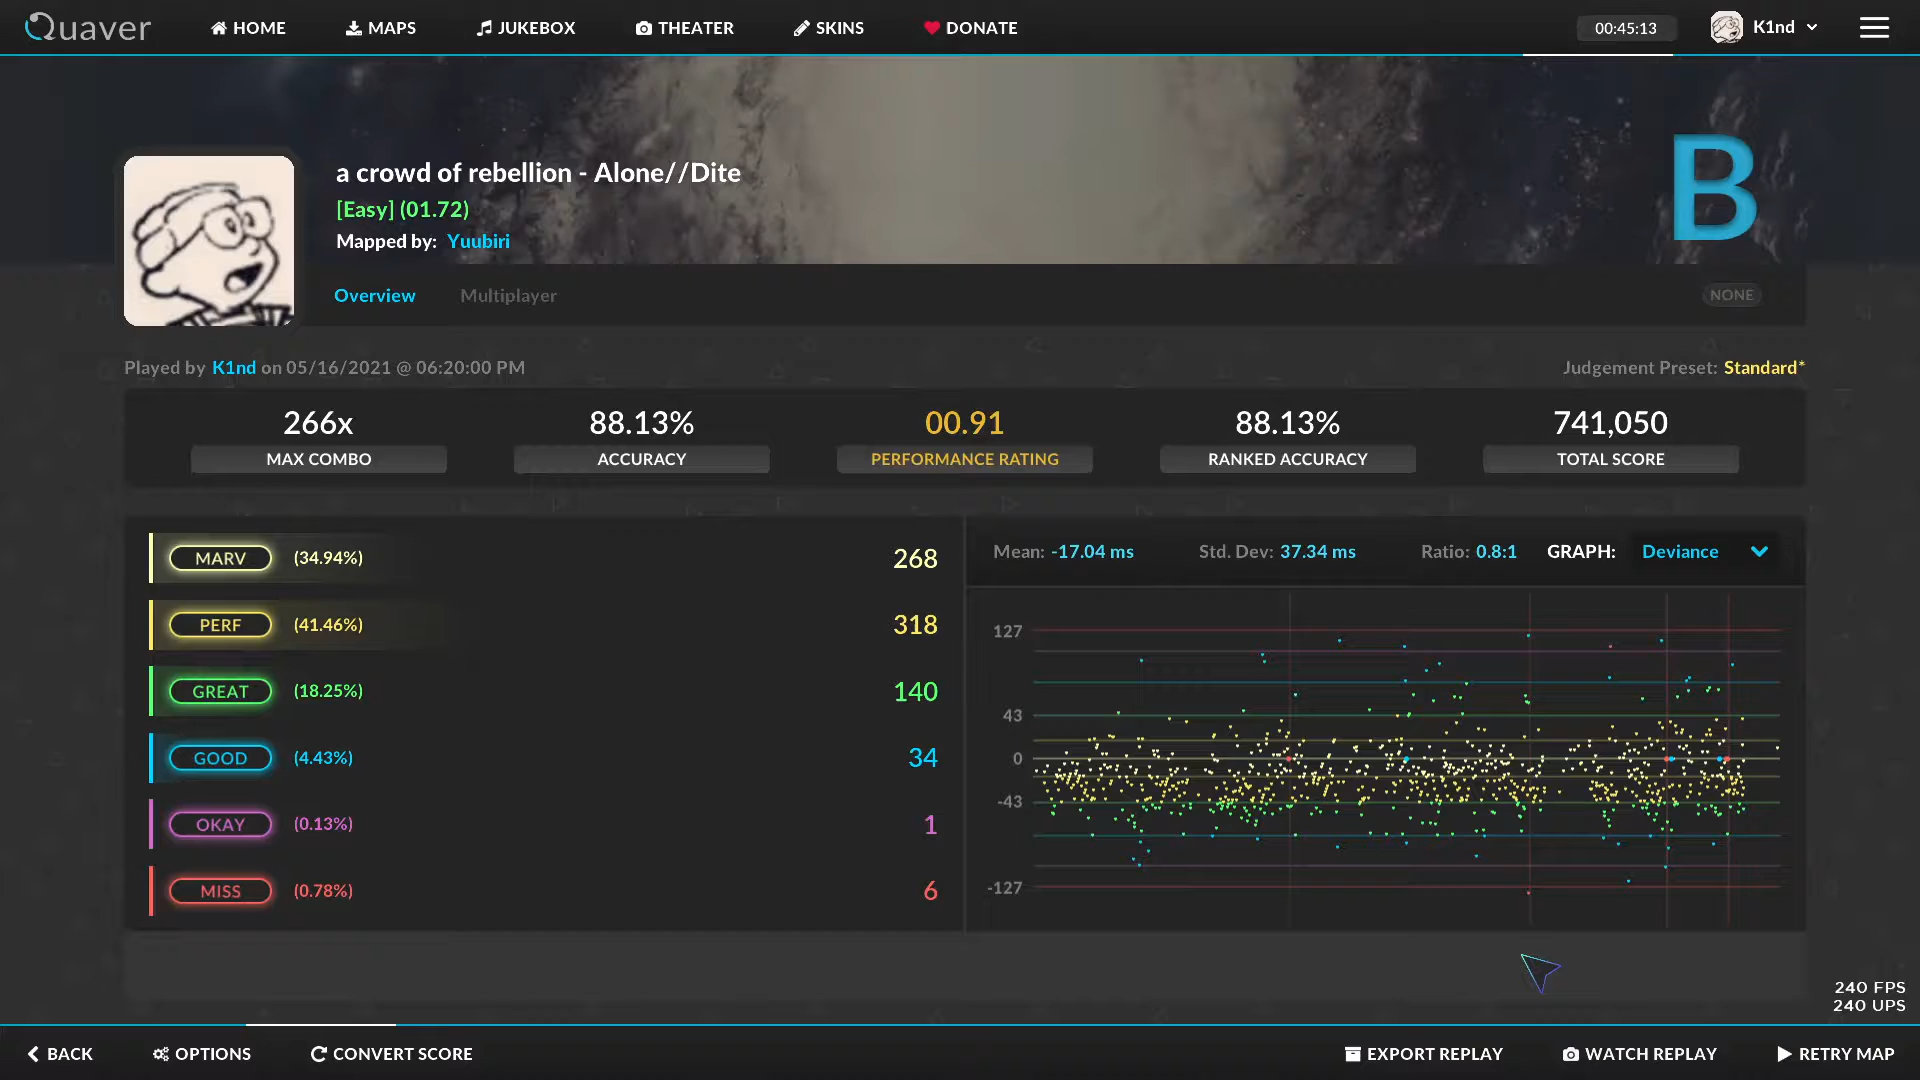 Quaver HOME MAPS JUKEBOX THEATER SKINS DONATE 00:45:13 K1nd
a crowd of rebellion - Alone//Dite
[Easy] (01.72)
Mapped by: Yuubiri
B
Overview Multiplayer NONE
Played by K1nd on 05/16/2021 @ 06:20:00 PM Judgement Preset: Standard*
266x 88.13% 00.91 88.13% 741,050
MAX COMBO ACCURACY PERFORMANCE RATING RANKED ACCURACY TOTAL SCORE
Mean: -17.04 ms Std. Dev: 37.34 ms Ratio: 0.8:1 GRAPH: Deviance
MARV (34.94%) 268
PERF (41.46%) 318
GREAT (18.25%) 140
GOOD (4.43%) 34
OKAY (0.13%) 1
MISS (0.78%) 6
127
43
0
-43
-127
240 FPS
240 UPS
BACK OPTIONS CONVERT SCORE EXPORT REPLAY WATCH REPLAY RETRY MAP